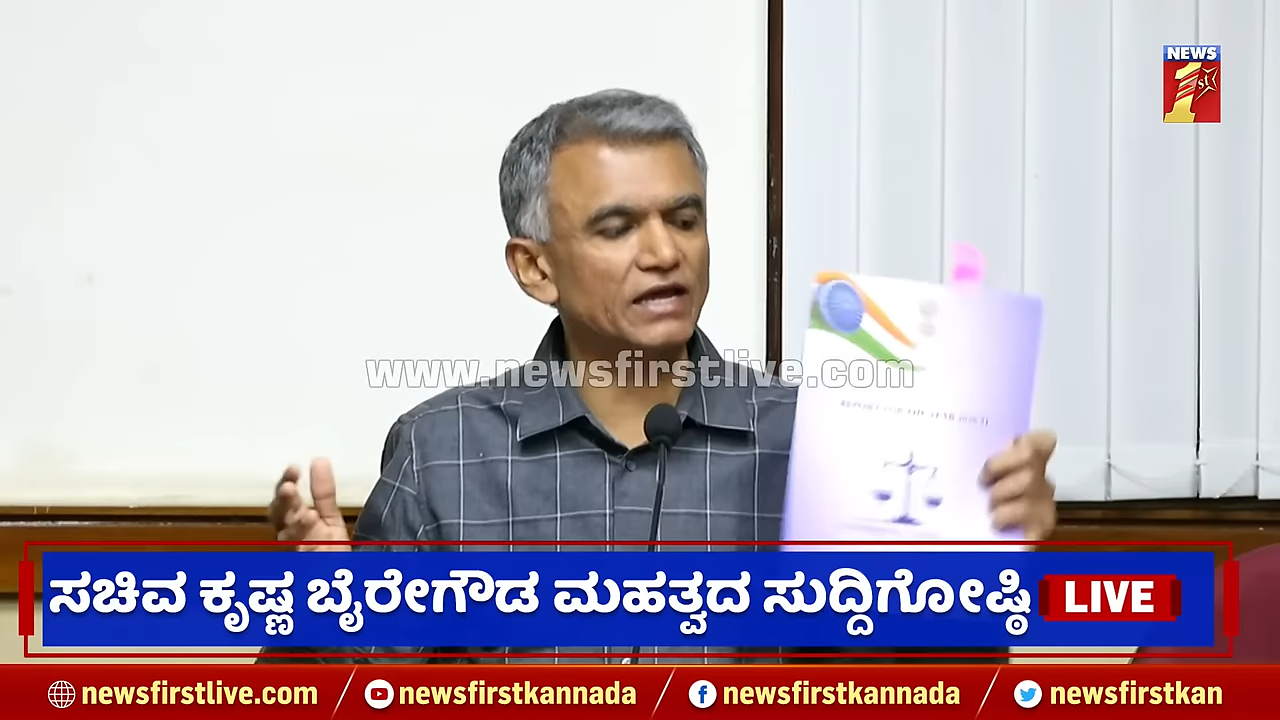 NEWS
1st
www.newsfirstlive.com
ಸಚಿವ ಕೃಷ್ಣ ಬೈರೇಗೌಡ ಮಹತ್ವದ ಸುದ್ದಿಗೋಷ್ಠಿ LIVE
newsfirstlive.com newsfirstkannada newsfirstkannada newsfirstkan